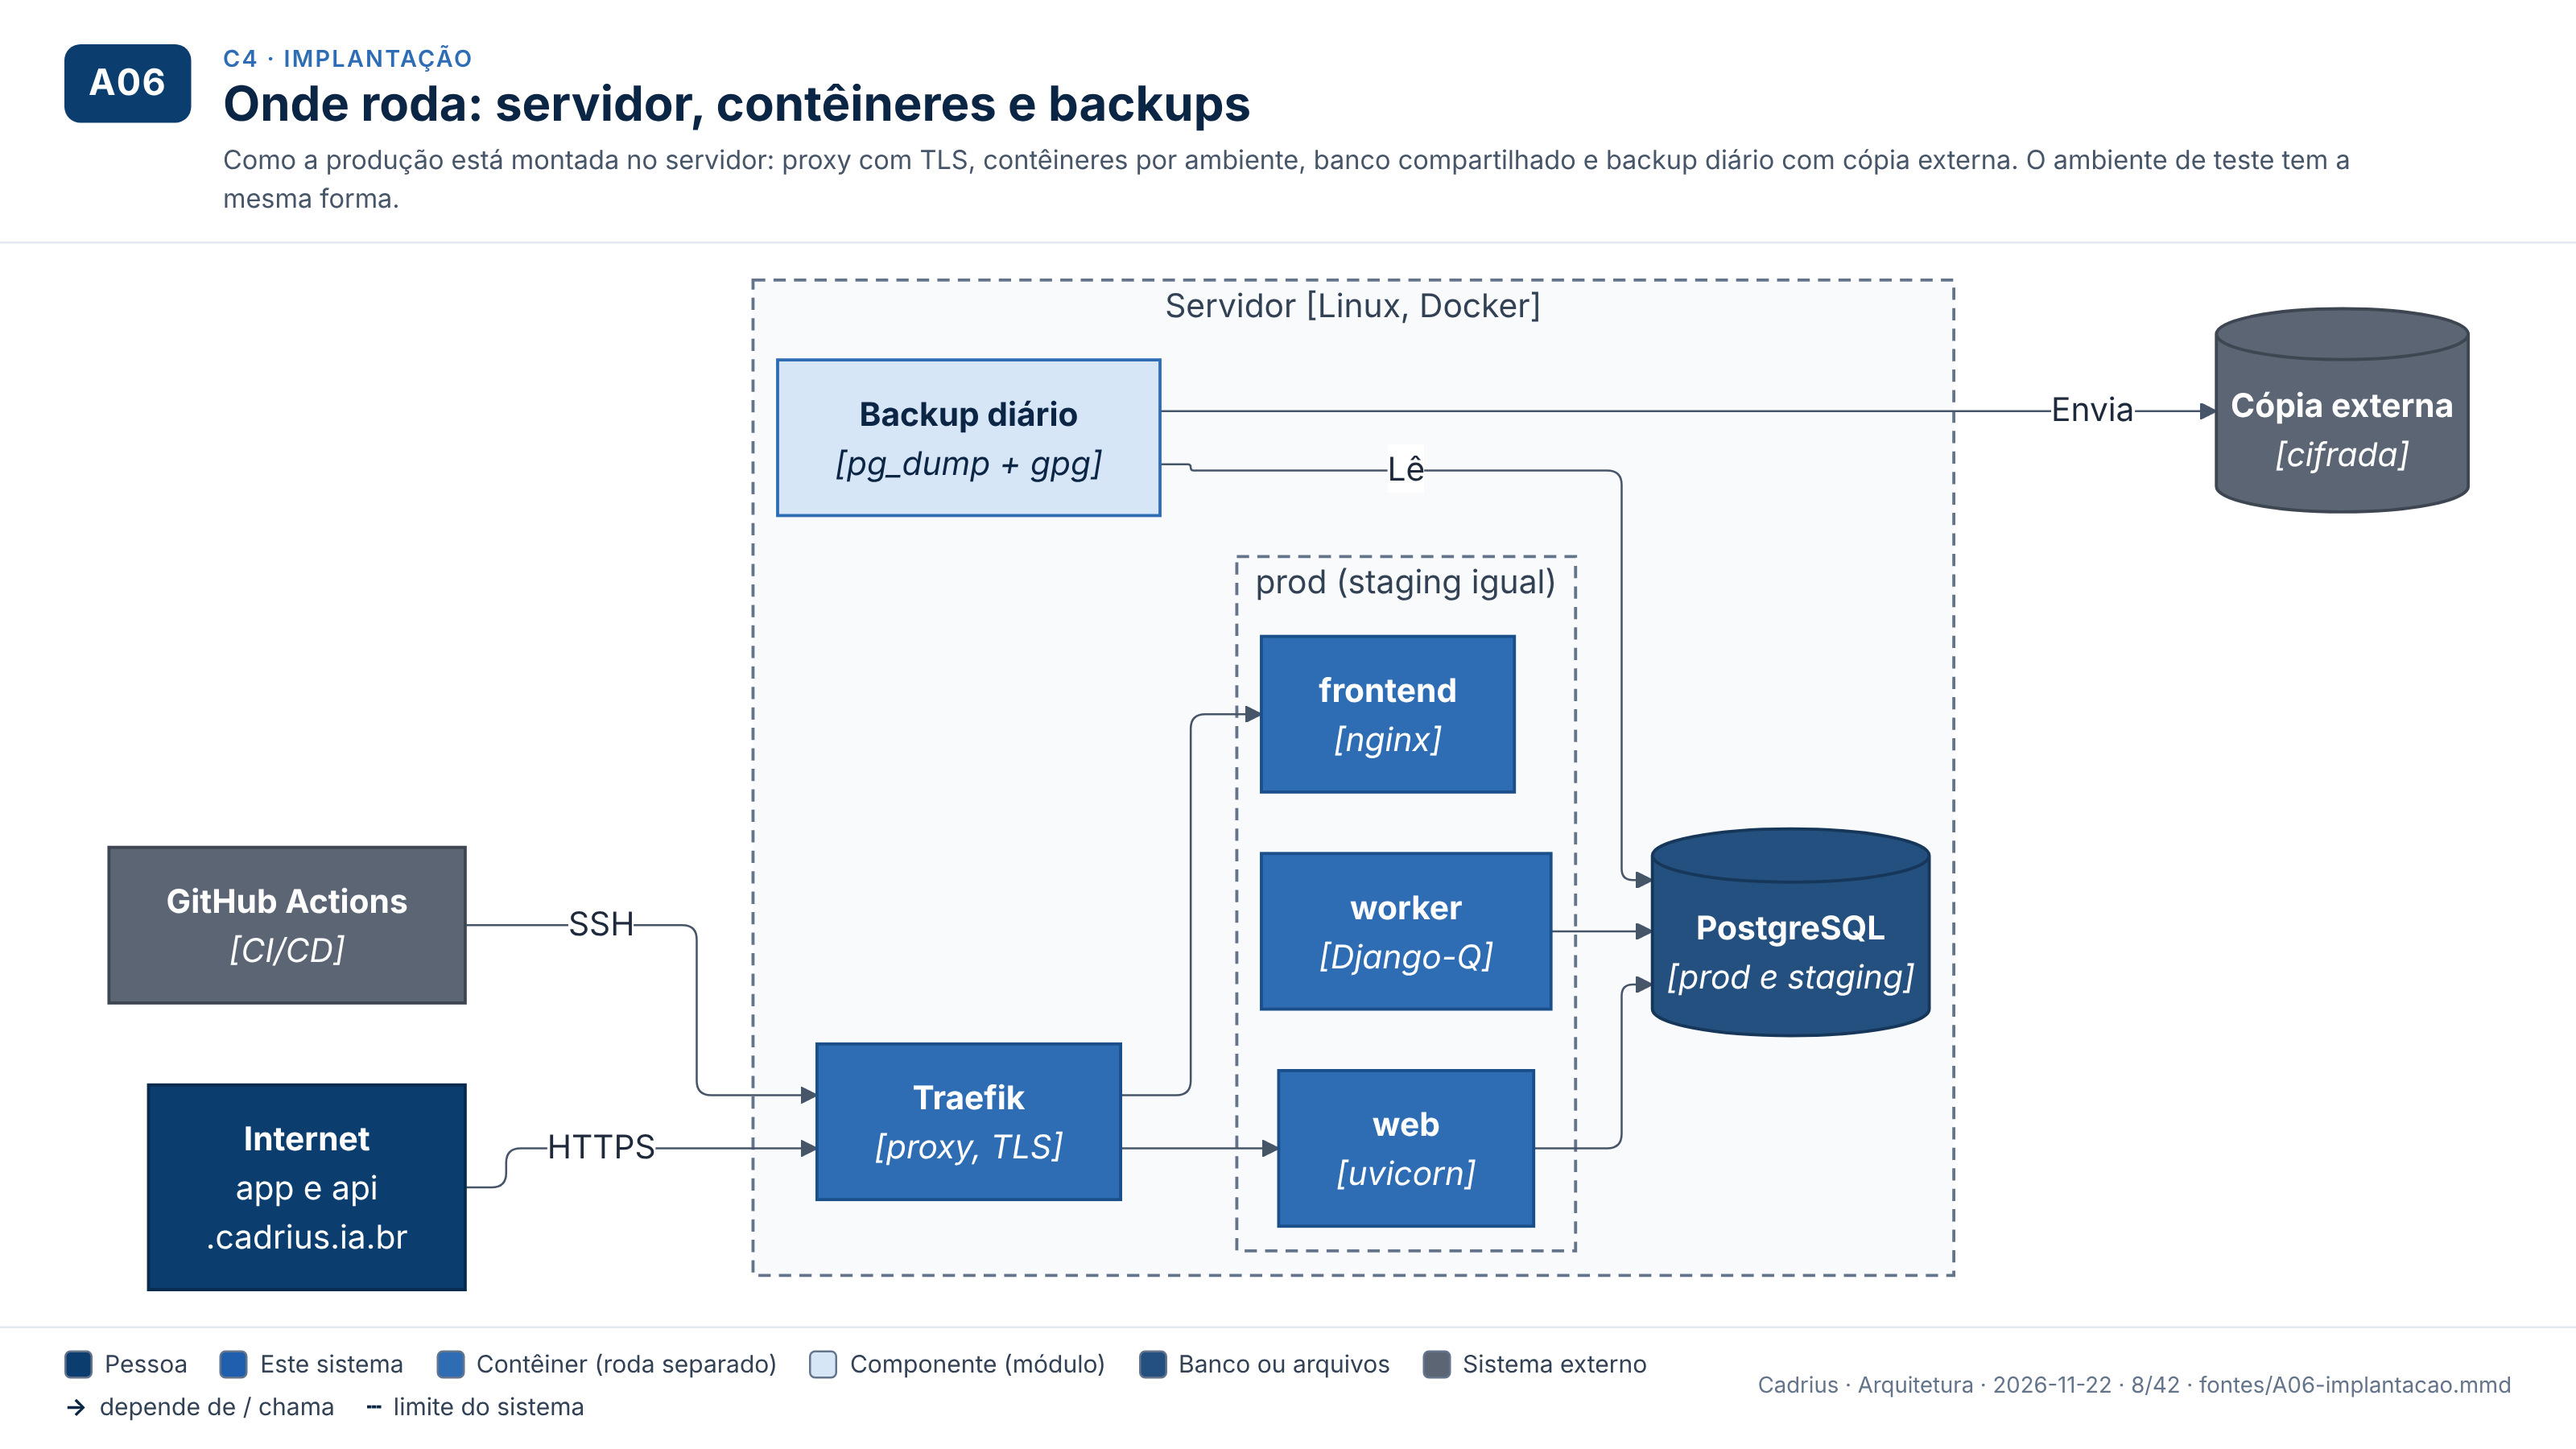 A06
C4 · IMPLANTAÇÃO
Onde roda: servidor, contêineres e backups
Como a produção está montada no servidor: proxy com TLS, contêineres por ambiente, banco compartilhado e backup diário com cópia externa. O ambiente de teste tem a
mesma forma.
Servidor [Linux, Docker]
Backup diário
[pg_dump + gpg]
Envia
Cópia externa
[cifrada]
Lê
prod (staging igual)
frontend
[nginx]
GitHub Actions
[CI/CD]
SSH
worker
[Django-Q]
PostgreSQL
[prod e staging]
Internet
app e api
.cadrius.ia.br
HTTPS
Traefik
[proxy, TLS]
web
[uvicorn]
Pessoa
Este sistema
Contêiner (roda separado)
Componente (módulo)
Banco ou arquivos
Sistema externo
depende de / chama
limite do sistema
Cadrius · Arquitetura · 2026-11-22 · 8/42 · fontes/A06-implantacao.mmd